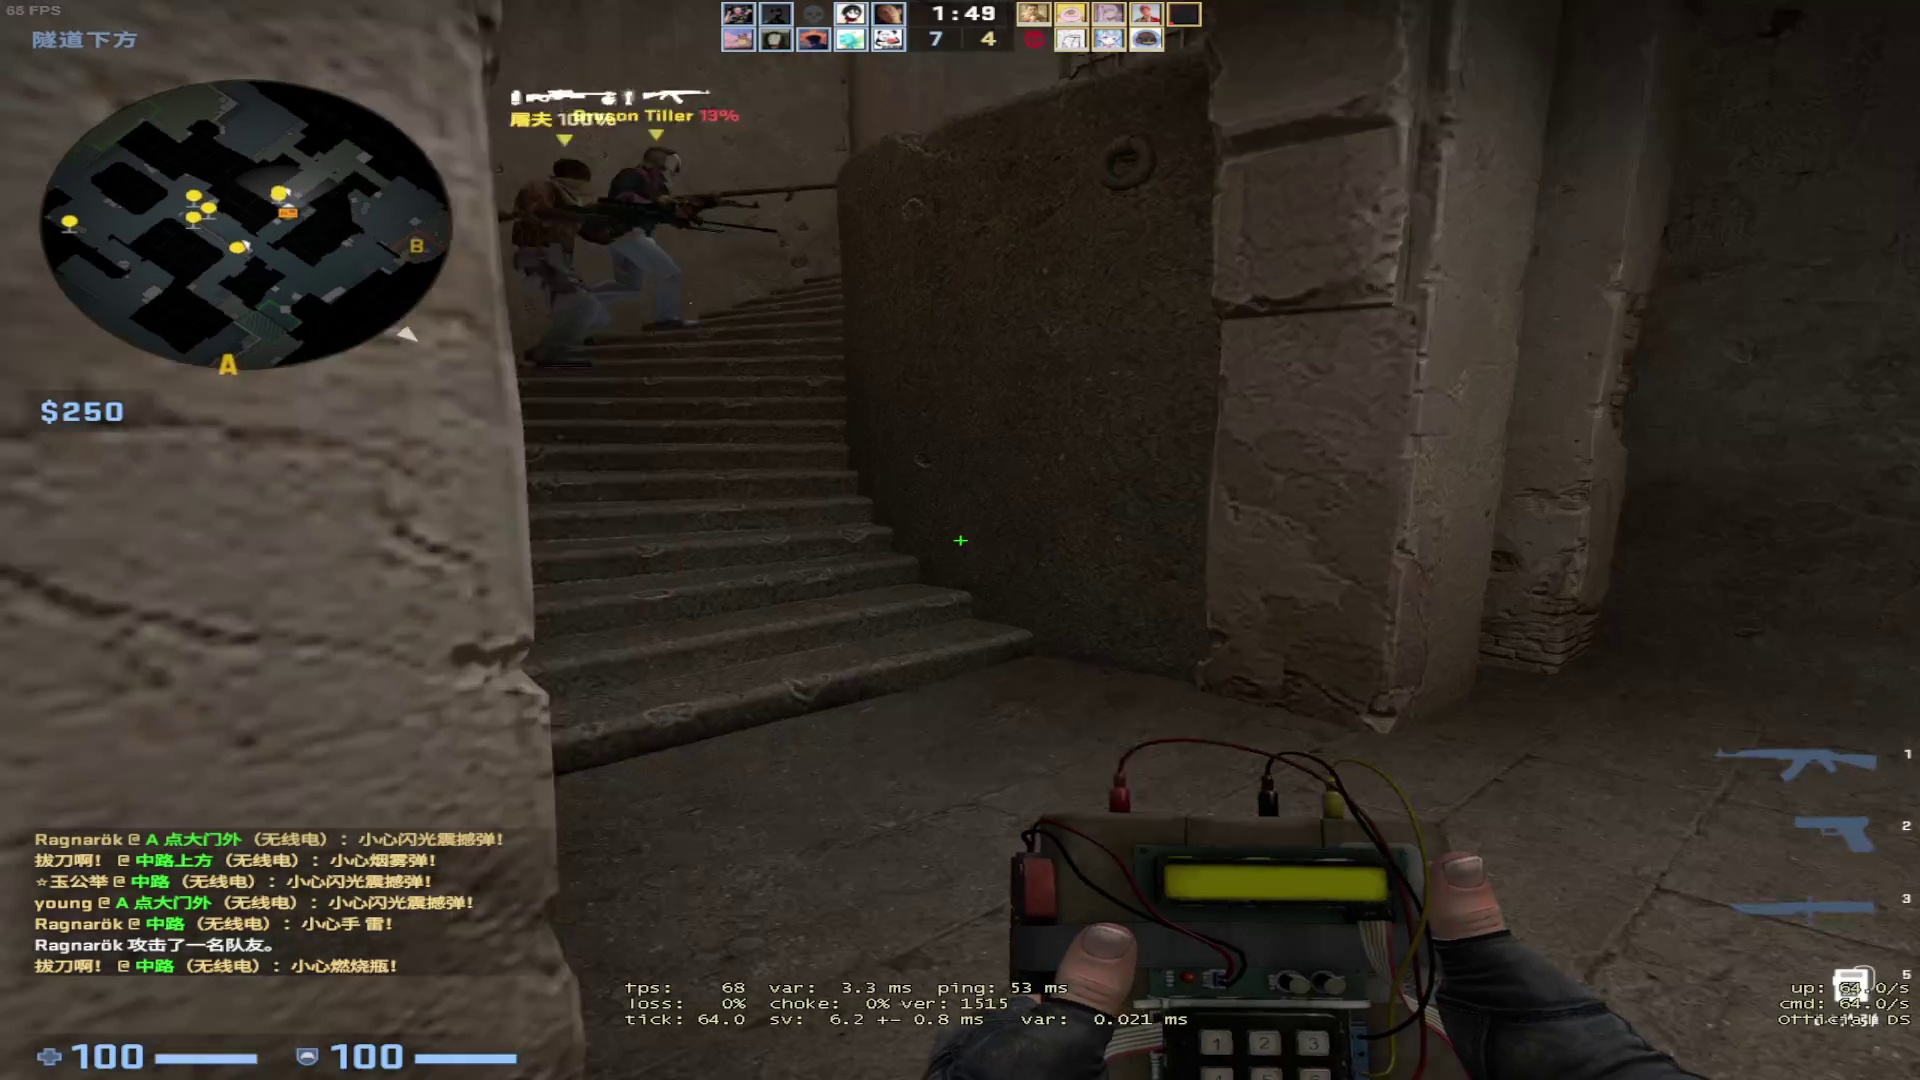 65 FPS
隧道下方
1:49
7 4
屠夫 100%
son Tiller 13%
B
A
$250
Ragnarök @ A 点大门外（无线电）：小心闪光震撼弹！
拔刀啊！ @ 中路上方（无线电）：小心烟雾弹！
☆玉公举 @ 中路（无线电）：小心闪光震撼弹！
young @ A 点大门外（无线电）：小心闪光震撼弹！
Ragnarök @ 中路（无线电）：小心手 雷！
Ragnarök 攻击了一名队友。
拔刀啊！ @ 中路（无线电）：小心燃烧瓶！
fps: 68 var: 3.3 ms ping: 53 ms
loss: 0% choke: 0% ver: 1515
tick: 64.0 sv: 6.2 +- 0.8 ms var: 0.021 ms
up: 64.0/s
cmd: 64.0/s
DS
1
2
3
5
1 2 3
100 100